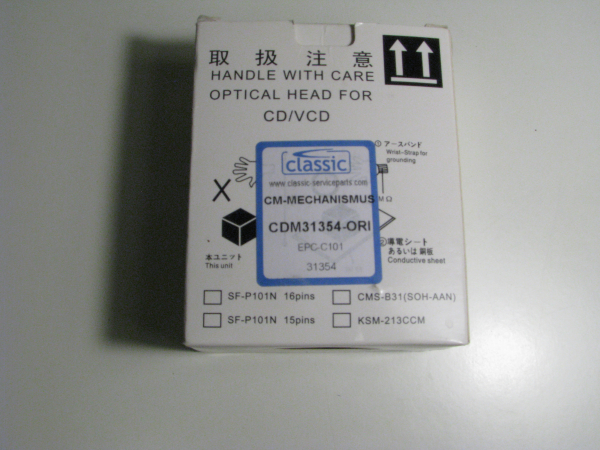 取扱注意
HANDLE WITH CARE
OPTICAL HEAD FOR
CD/VCD
classic
www.classic-serviceparts.com
CM-MECHANISMUS
CDM31354-ORI
EPC-C101
31354
① アースバンド
Wrist-Strap for
grounding
MΩ
X
本ユニット
This unit
②導電シート
あるいは 銅板
Conductive sheet
SF-P101N 16pins
CMS-B31(SOH-AAN)
SF-P101N 15pins
KSM-213CCM